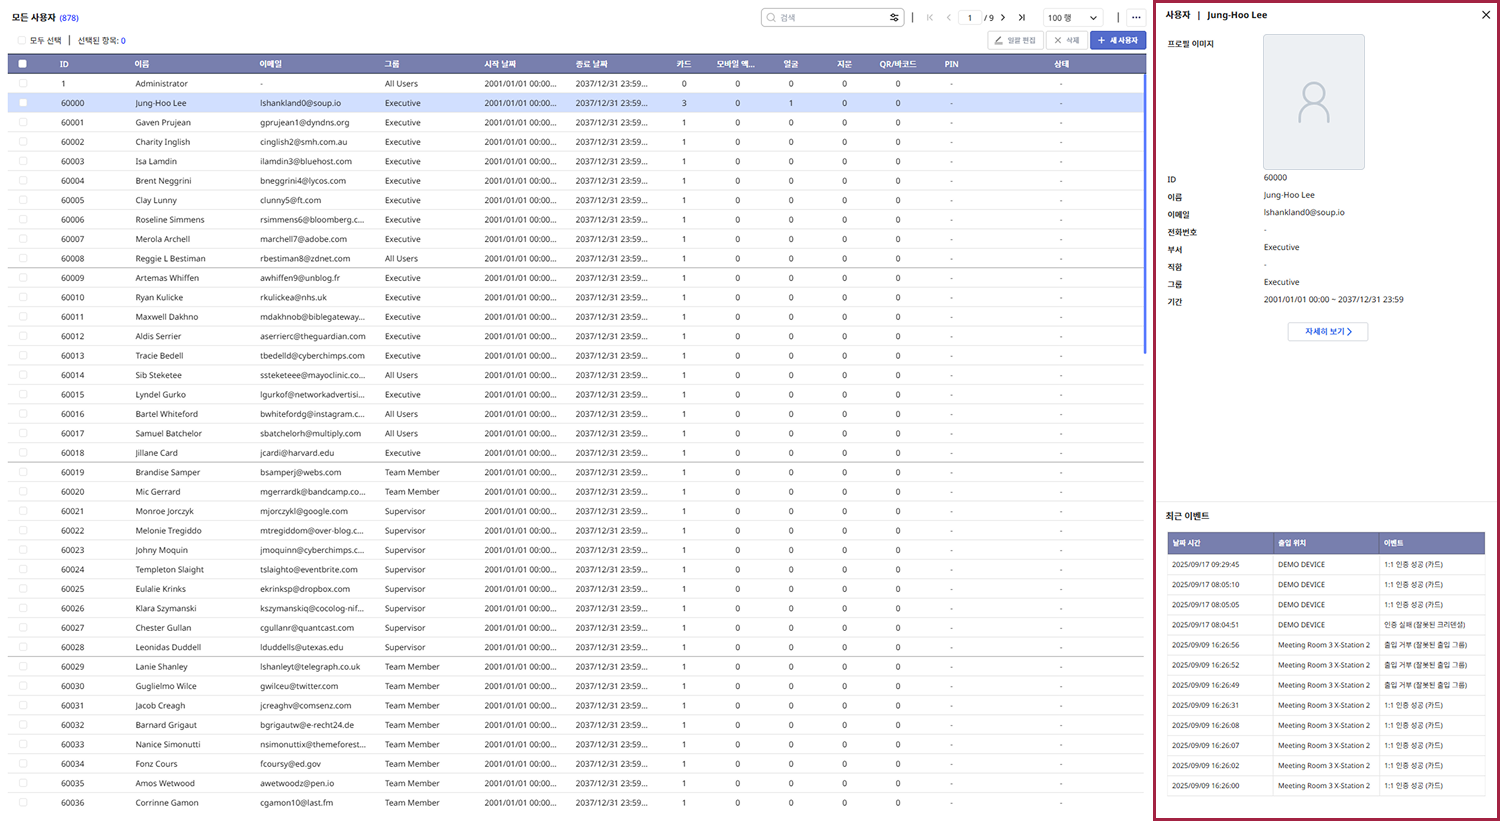 모든 사용자 (878)
검색
1 / 9
100 행
모두 선택 | 선택된 항목: 0
일괄 편집
삭제
+ 새 사용자
ID 이름 이메일 그룹 시작 날짜 종료 날짜 카드 모바일 액... 얼굴 지문 QR/바코드 PIN 상태
1 Administrator - All Users 2001/01/01 00:00... 2037/12/31 23:59... 0 0 0 0 0 - -
60000 Jung-Hoo Lee lshankland0@soup.io Executive 2001/01/01 00:00... 2037/12/31 23:59... 3 0 1 0 0 - -
60001 Gaven Prujean gprujean1@dyndns.org Executive 2001/01/01 00:00... 2037/12/31 23:59... 1 0 0 0 0 - -
60002 Charity Inglish cinglish2@smh.com.au Executive 2001/01/01 00:00... 2037/12/31 23:59... 1 0 0 0 0 - -
60003 Isa Lamdin ilamdin3@bluehost.com Executive 2001/01/01 00:00... 2037/12/31 23:59... 1 0 0 0 0 - -
60004 Brent Neggrini bneggrini4@lycos.com Executive 2001/01/01 00:00... 2037/12/31 23:59... 1 0 0 0 0 - -
60005 Clay Lunny clunny5@ft.com Executive 2001/01/01 00:00... 2037/12/31 23:59... 1 0 0 0 0 - -
60006 Roseline Simmens rsimmens6@bloomberg.c... Executive 2001/01/01 00:00... 2037/12/31 23:59... 1 0 0 0 0 - -
60007 Merola Archell marchell7@adobe.com Executive 2001/01/01 00:00... 2037/12/31 23:59... 1 0 0 0 0 - -
60008 Reggie L Bestiman rbestiman8@zdnet.com All Users 2001/01/01 00:00... 2037/12/31 23:59... 1 0 0 0 0 - -
60009 Artemas Whiffen awhiffen9@unblog.fr Executive 2001/01/01 00:00... 2037/12/31 23:59... 1 0 0 0 0 - -
60010 Ryan Kulicke rkulickea@nhs.uk Executive 2001/01/01 00:00... 2037/12/31 23:59... 1 0 0 0 0 - -
60011 Maxwell Dakhno mdakhnob@biblegateway... Executive 2001/01/01 00:00... 2037/12/31 23:59... 1 0 0 0 0 - -
60012 Aldis Serrier aserrierc@theguardian.com Executive 2001/01/01 00:00... 2037/12/31 23:59... 1 0 0 0 0 - -
60013 Tracie Bedell tbedelld@cyberchimps.com Executive 2001/01/01 00:00... 2037/12/31 23:59... 1 0 0 0 0 - -
60014 Sib Steketee ssteketeee@mayoclinic.co... All Users 2001/01/01 00:00... 2037/12/31 23:59... 1 0 0 0 0 - -
60015 Lyndel Gurko lgurkof@networkadvertisi... Executive 2001/01/01 00:00... 2037/12/31 23:59... 1 0 0 0 0 - -
60016 Bartel Whiteford bwhitefordg@instagram.c... All Users 2001/01/01 00:00... 2037/12/31 23:59... 1 0 0 0 0 - -
60017 Samuel Batchelor sbatchelorh@multiply.com All Users 2001/01/01 00:00... 2037/12/31 23:59... 1 0 0 0 0 - -
60018 Jillane Card jcardi@harvard.edu Executive 2001/01/01 00:00... 2037/12/31 23:59... 1 0 0 0 0 - -
60019 Brandise Samper bsamperj@webs.com Team Member 2001/01/01 00:00... 2037/12/31 23:59... 1 0 0 0 0 - -
60020 Mic Gerrard mgerrardk@bandcamp.co... Team Member 2001/01/01 00:00... 2037/12/31 23:59... 1 0 0 0 0 - -
60021 Monroe Jorczyk mjorczykl@google.com Supervisor 2001/01/01 00:00... 2037/12/31 23:59... 1 0 0 0 0 - -
60022 Melonie Tregiddo mtregiddom@over-blog.c... Supervisor 2001/01/01 00:00... 2037/12/31 23:59... 1 0 0 0 0 - -
60023 Johny Moquin jmoquinn@cyberchimps.com Supervisor 2001/01/01 00:00... 2037/12/31 23:59... 1 0 0 0 0 - -
60024 Templeton Slaight tslaighto@eventbrite.com Supervisor 2001/01/01 00:00... 2037/12/31 23:59... 1 0 0 0 0 - -
60025 Eulalie Krinks ekrinksp@dropbox.com Supervisor 2001/01/01 00:00... 2037/12/31 23:59... 1 0 0 0 0 - -
60026 Klara Szymanski kszymanskiq@cocolog-nif... Supervisor 2001/01/01 00:00... 2037/12/31 23:59... 1 0 0 0 0 - -
60027 Chester Gullan cgullanr@quantcast.com Supervisor 2001/01/01 00:00... 2037/12/31 23:59... 1 0 0 0 0 - -
60028 Leonidas Duddell lduddells@utexas.edu Supervisor 2001/01/01 00:00... 2037/12/31 23:59... 1 0 0 0 0 - -
60029 Lanie Shanley lshanleyt@telegraph.co.uk Team Member 2001/01/01 00:00... 2037/12/31 23:59... 1 0 0 0 0 - -
60030 Guglielmo Wilce gwilceu@twitter.com Team Member 2001/01/01 00:00... 2037/12/31 23:59... 1 0 0 0 0 - -
60031 Jacob Creagh jcreaghv@comsenz.com Team Member 2001/01/01 00:00... 2037/12/31 23:59... 1 0 0 0 0 - -
60032 Barnard Grigaut bgrigautw@e-recht24.de Team Member 2001/01/01 00:00... 2037/12/31 23:59... 1 0 0 0 0 - -
60033 Nanice Simonutti nsimonuttix@themeforest... Team Member 2001/01/01 00:00... 2037/12/31 23:59... 1 0 0 0 0 - -
60034 Fonz Cours fcoursy@ed.gov Team Member 2001/01/01 00:00... 2037/12/31 23:59... 1 0 0 0 0 - -
60035 Amos Wetwood awetwoodz@pen.io Team Member 2001/01/01 00:00... 2037/12/31 23:59... 1 0 0 0 0 - -
60036 Corrinne Gamon cgamon10@last.fm Team Member 2001/01/01 00:00... 2037/12/31 23:59... 1 0 0 0 0 - -
사용자 | Jung-Hoo Lee
프로필 이미지
ID 60000
이름 Jung-Hoo Lee
이메일 lshankland0@soup.io
전화번호 -
부서 Executive
직함 -
그룹 Executive
기간 2001/01/01 00:00 ~ 2037/12/31 23:59
자세히 보기
최근 이벤트
날짜 시간 출입 위치 이벤트
2025/09/17 09:29:45 DEMO DEVICE 1:1 인증 성공 (카드)
2025/09/17 08:05:10 DEMO DEVICE 1:1 인증 성공 (카드)
2025/09/17 08:05:05 DEMO DEVICE 1:1 인증 성공 (카드)
2025/09/17 08:04:51 DEMO DEVICE 인증 실패 (잘못된 크리덴셜)
2025/09/09 16:26:56 Meeting Room 3 X-Station 2 출입 거부 (잘못된 출입 그룹)
2025/09/09 16:26:52 Meeting Room 3 X-Station 2 출입 거부 (잘못된 출입 그룹)
2025/09/09 16:26:49 Meeting Room 3 X-Station 2 출입 거부 (잘못된 출입 그룹)
2025/09/09 16:26:31 Meeting Room 3 X-Station 2 1:1 인증 성공 (카드)
2025/09/09 16:26:08 Meeting Room 3 X-Station 2 1:1 인증 성공 (카드)
2025/09/09 16:26:07 Meeting Room 3 X-Station 2 1:1 인증 성공 (카드)
2025/09/09 16:26:02 Meeting Room 3 X-Station 2 1:1 인증 성공 (카드)
2025/09/09 16:26:00 Meeting Room 3 X-Station 2 1:1 인증 성공 (카드)